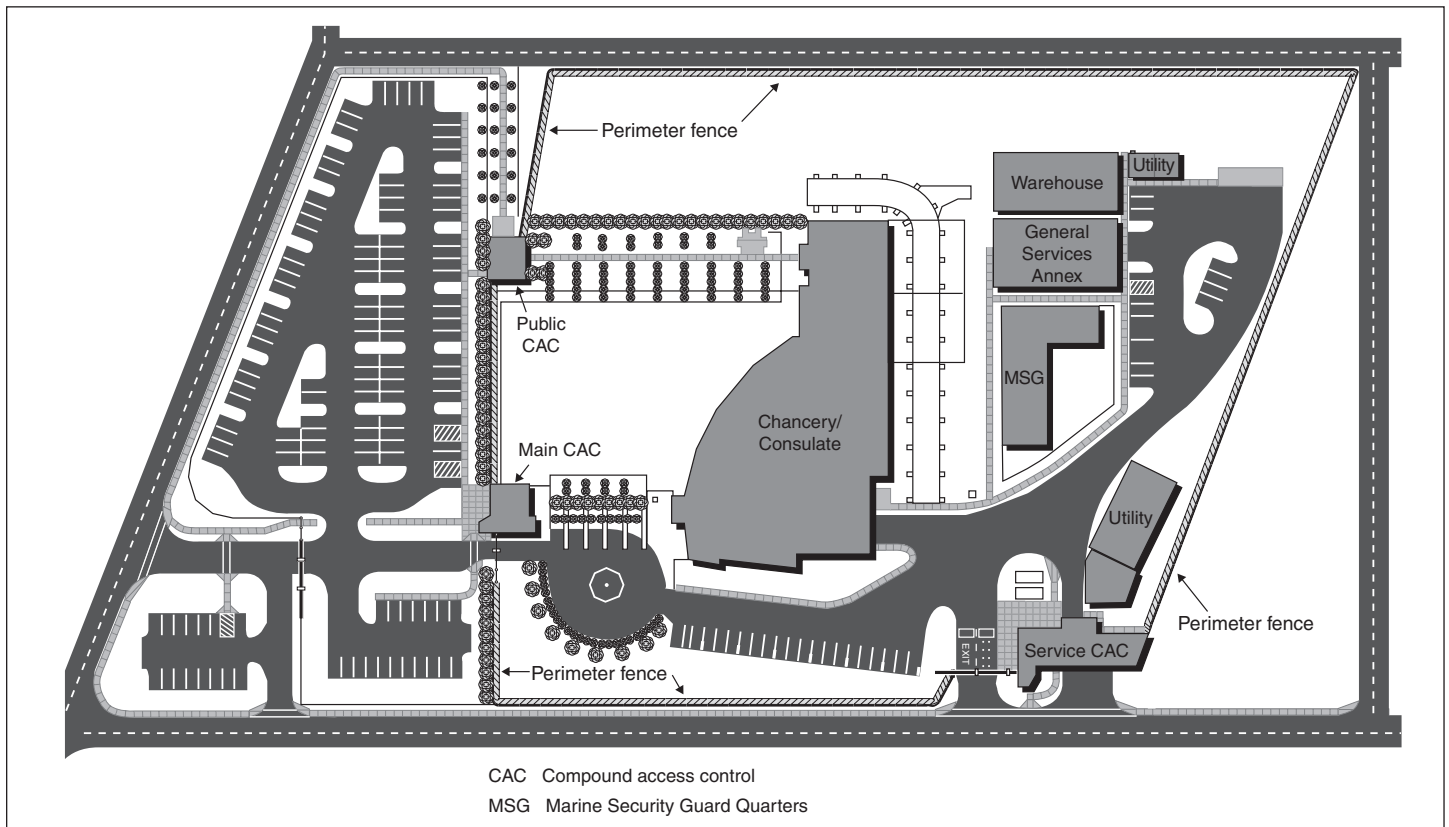 Perimeter fence
Warehouse
Utility
General
Services
Annex
Public
CAC
MSG
Chancery/
Consulate
Main CAC
Utility
Perimeter fence
EXIT
Service CAC
Perimeter fence
CAC Compound access control
MSG Marine Security Guard Quarters